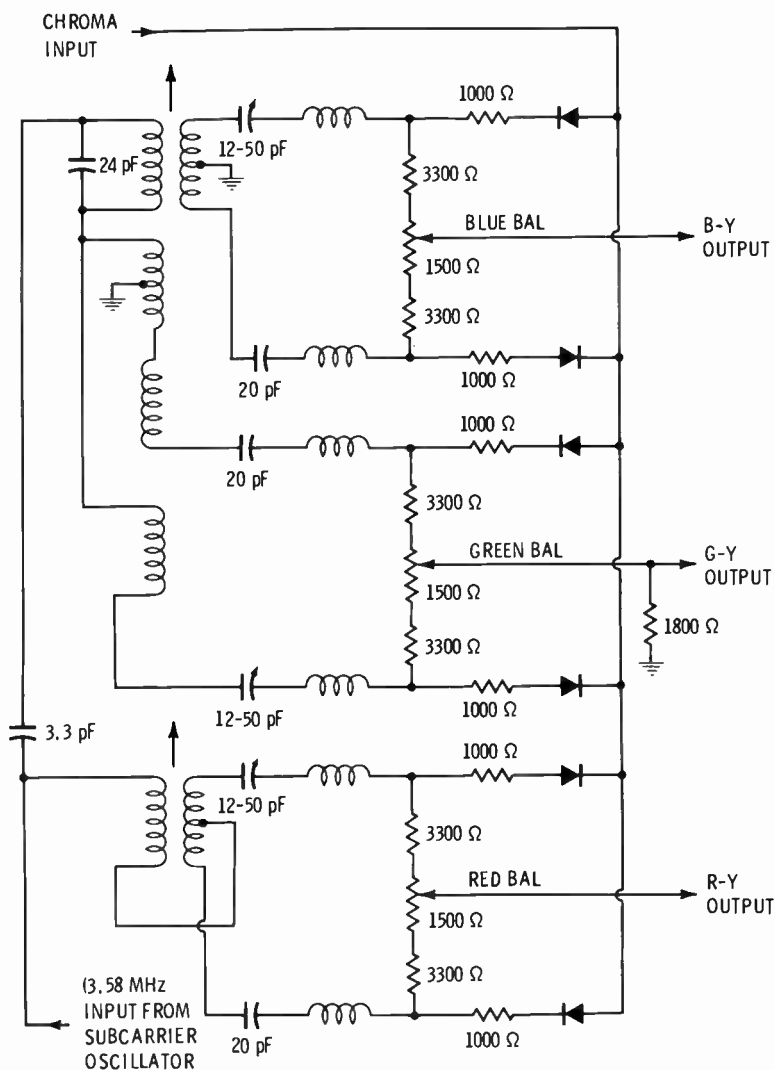 CHROMA
INPUT
1000 Ω
12-50 pF
24 pF
3300 Ω
BLUE BAL
B-Y
OUTPUT
1500 Ω
3300 Ω
20 pF
1000 Ω
1000 Ω
20 pF
3300 Ω
GREEN BAL
G-Y
OUTPUT
1500 Ω
1800 Ω
3300 Ω
12-50 pF
1000 Ω
3.3 pF
1000 Ω
12-50 pF
3300 Ω
RED BAL
R-Y
OUTPUT
1500 Ω
3300 Ω
(3.58 MHz
INPUT FROM
SUBCARRIER
OSCILLATOR
20 pF
1000 Ω